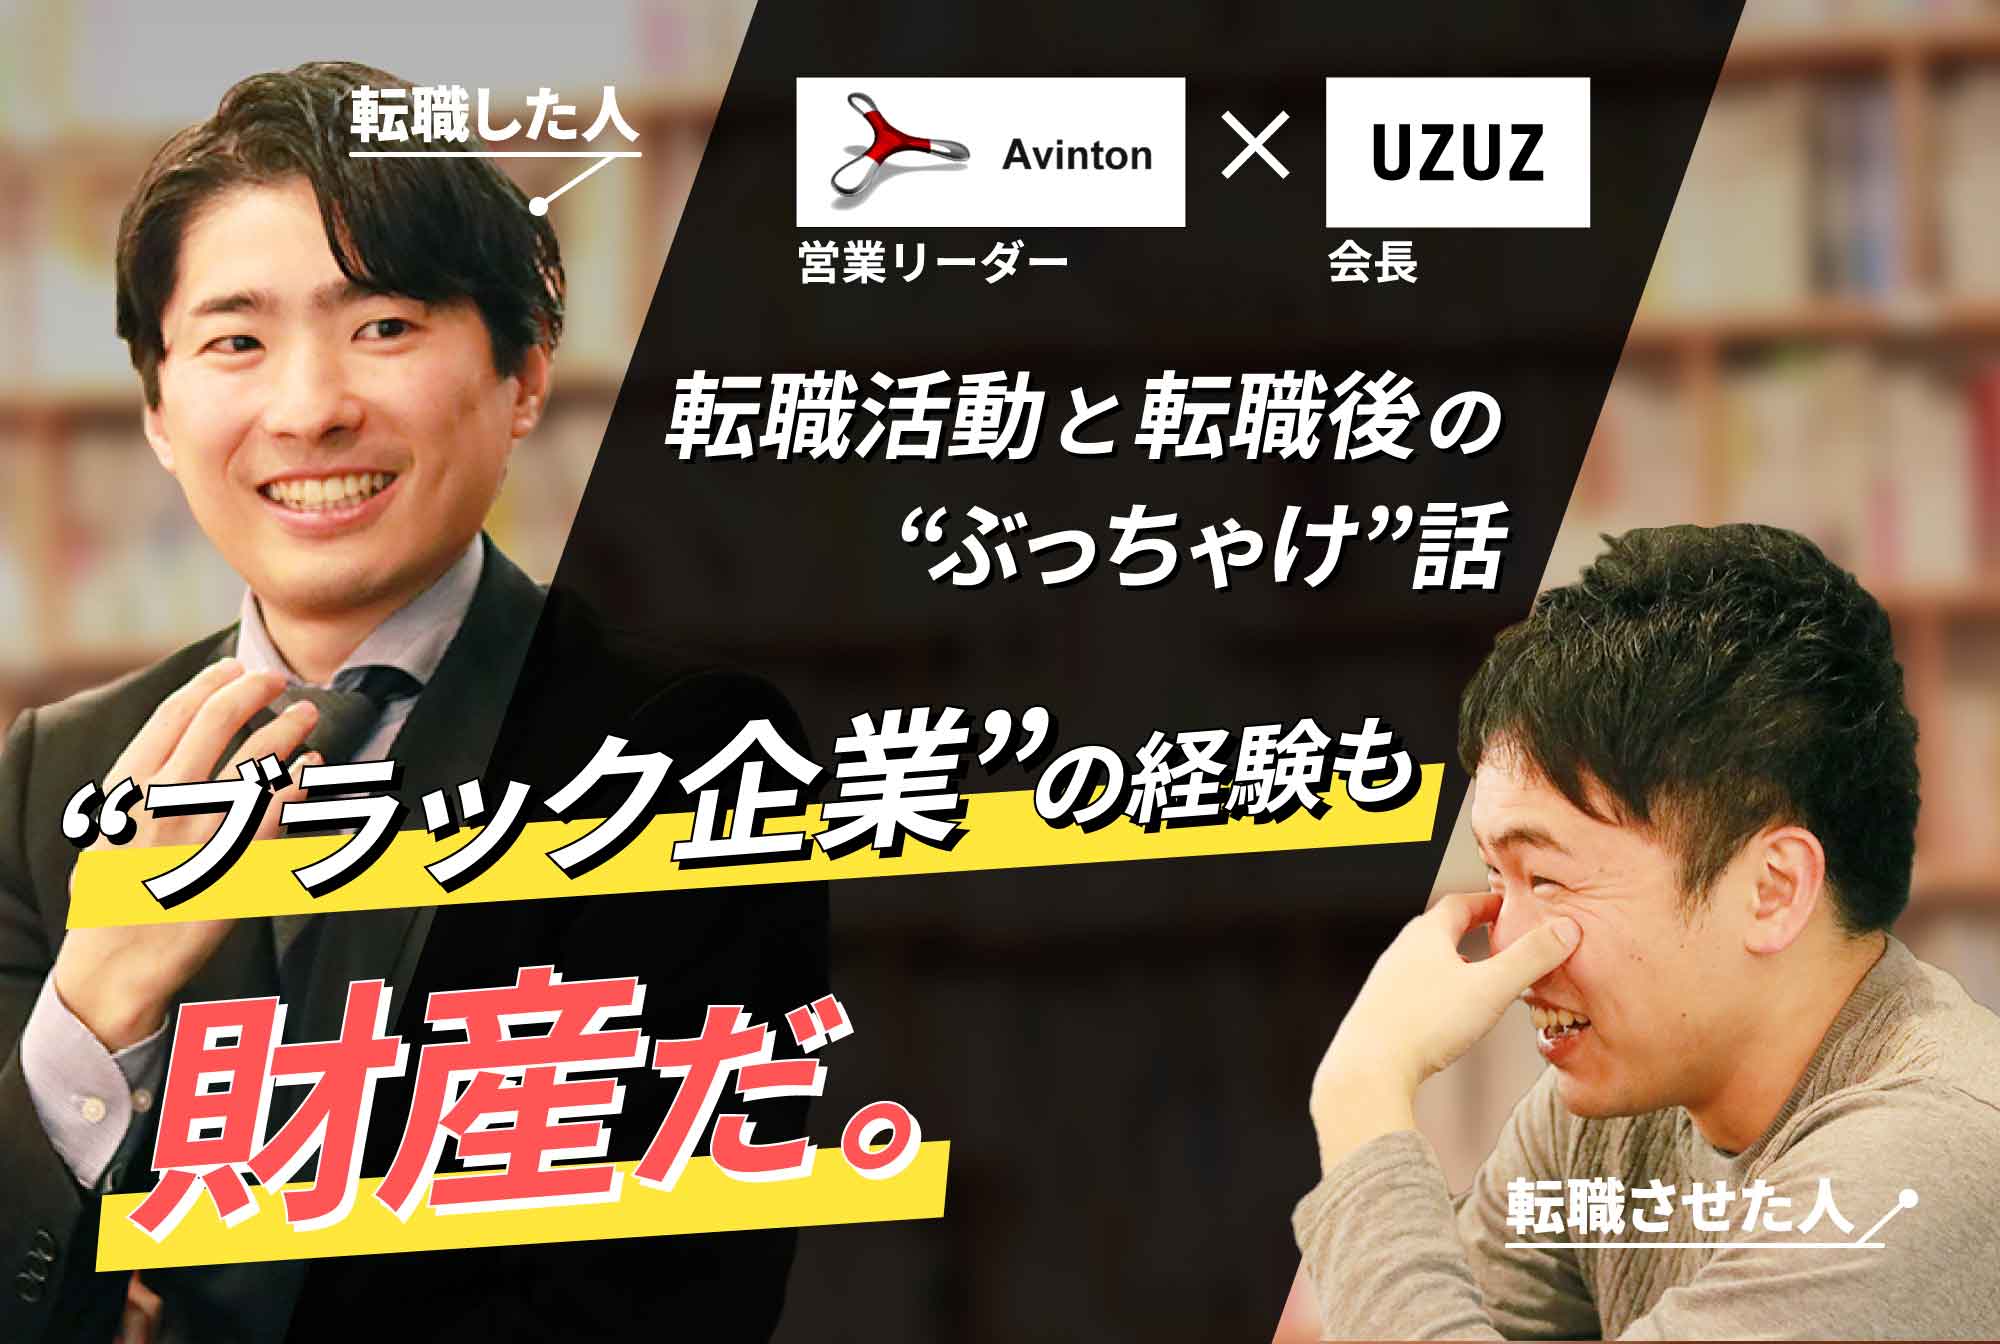 転職した人
Avinton
×
UZUZ
営業リーダー
会長
転職活動と転職後の
“ぶっちゃけ”話
“ブラック企業”の経験も
財産だ。
転職させた人